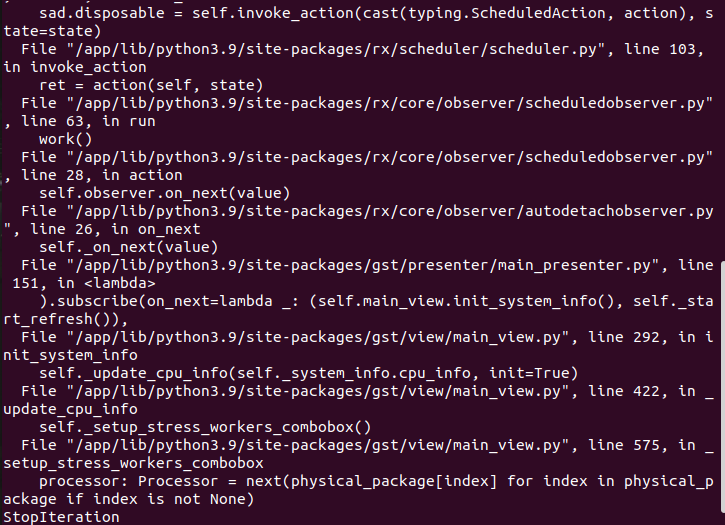 sad.disposable = self.invoke_action(cast(typing.ScheduledAction, action), s
tate=state)
  File "/app/lib/python3.9/site-packages/rx/scheduler/scheduler.py", line 103,
in invoke_action
    ret = action(self, state)
  File "/app/lib/python3.9/site-packages/rx/core/observer/scheduledobserver.py"
, line 63, in run
    work()
  File "/app/lib/python3.9/site-packages/rx/core/observer/scheduledobserver.py"
, line 28, in action
    self.observer.on_next(value)
  File "/app/lib/python3.9/site-packages/rx/core/observer/autodetachobserver.py
", line 26, in on_next
    self._on_next(value)
  File "/app/lib/python3.9/site-packages/gst/presenter/main_presenter.py", line
 151, in <lambda>
    ).subscribe(on_next=lambda _: (self.main_view.init_system_info(), self._sta
rt_refresh()),
  File "/app/lib/python3.9/site-packages/gst/view/main_view.py", line 292, in i
nit_system_info
    self._update_cpu_info(self._system_info.cpu_info, init=True)
  File "/app/lib/python3.9/site-packages/gst/view/main_view.py", line 422, in _
update_cpu_info
    self._setup_stress_workers_combobox()
  File "/app/lib/python3.9/site-packages/gst/view/main_view.py", line 575, in _
setup_stress_workers_combobox
    processor: Processor = next(physical_package[index] for index in physical_p
ackage if index is not None)
StopIteration